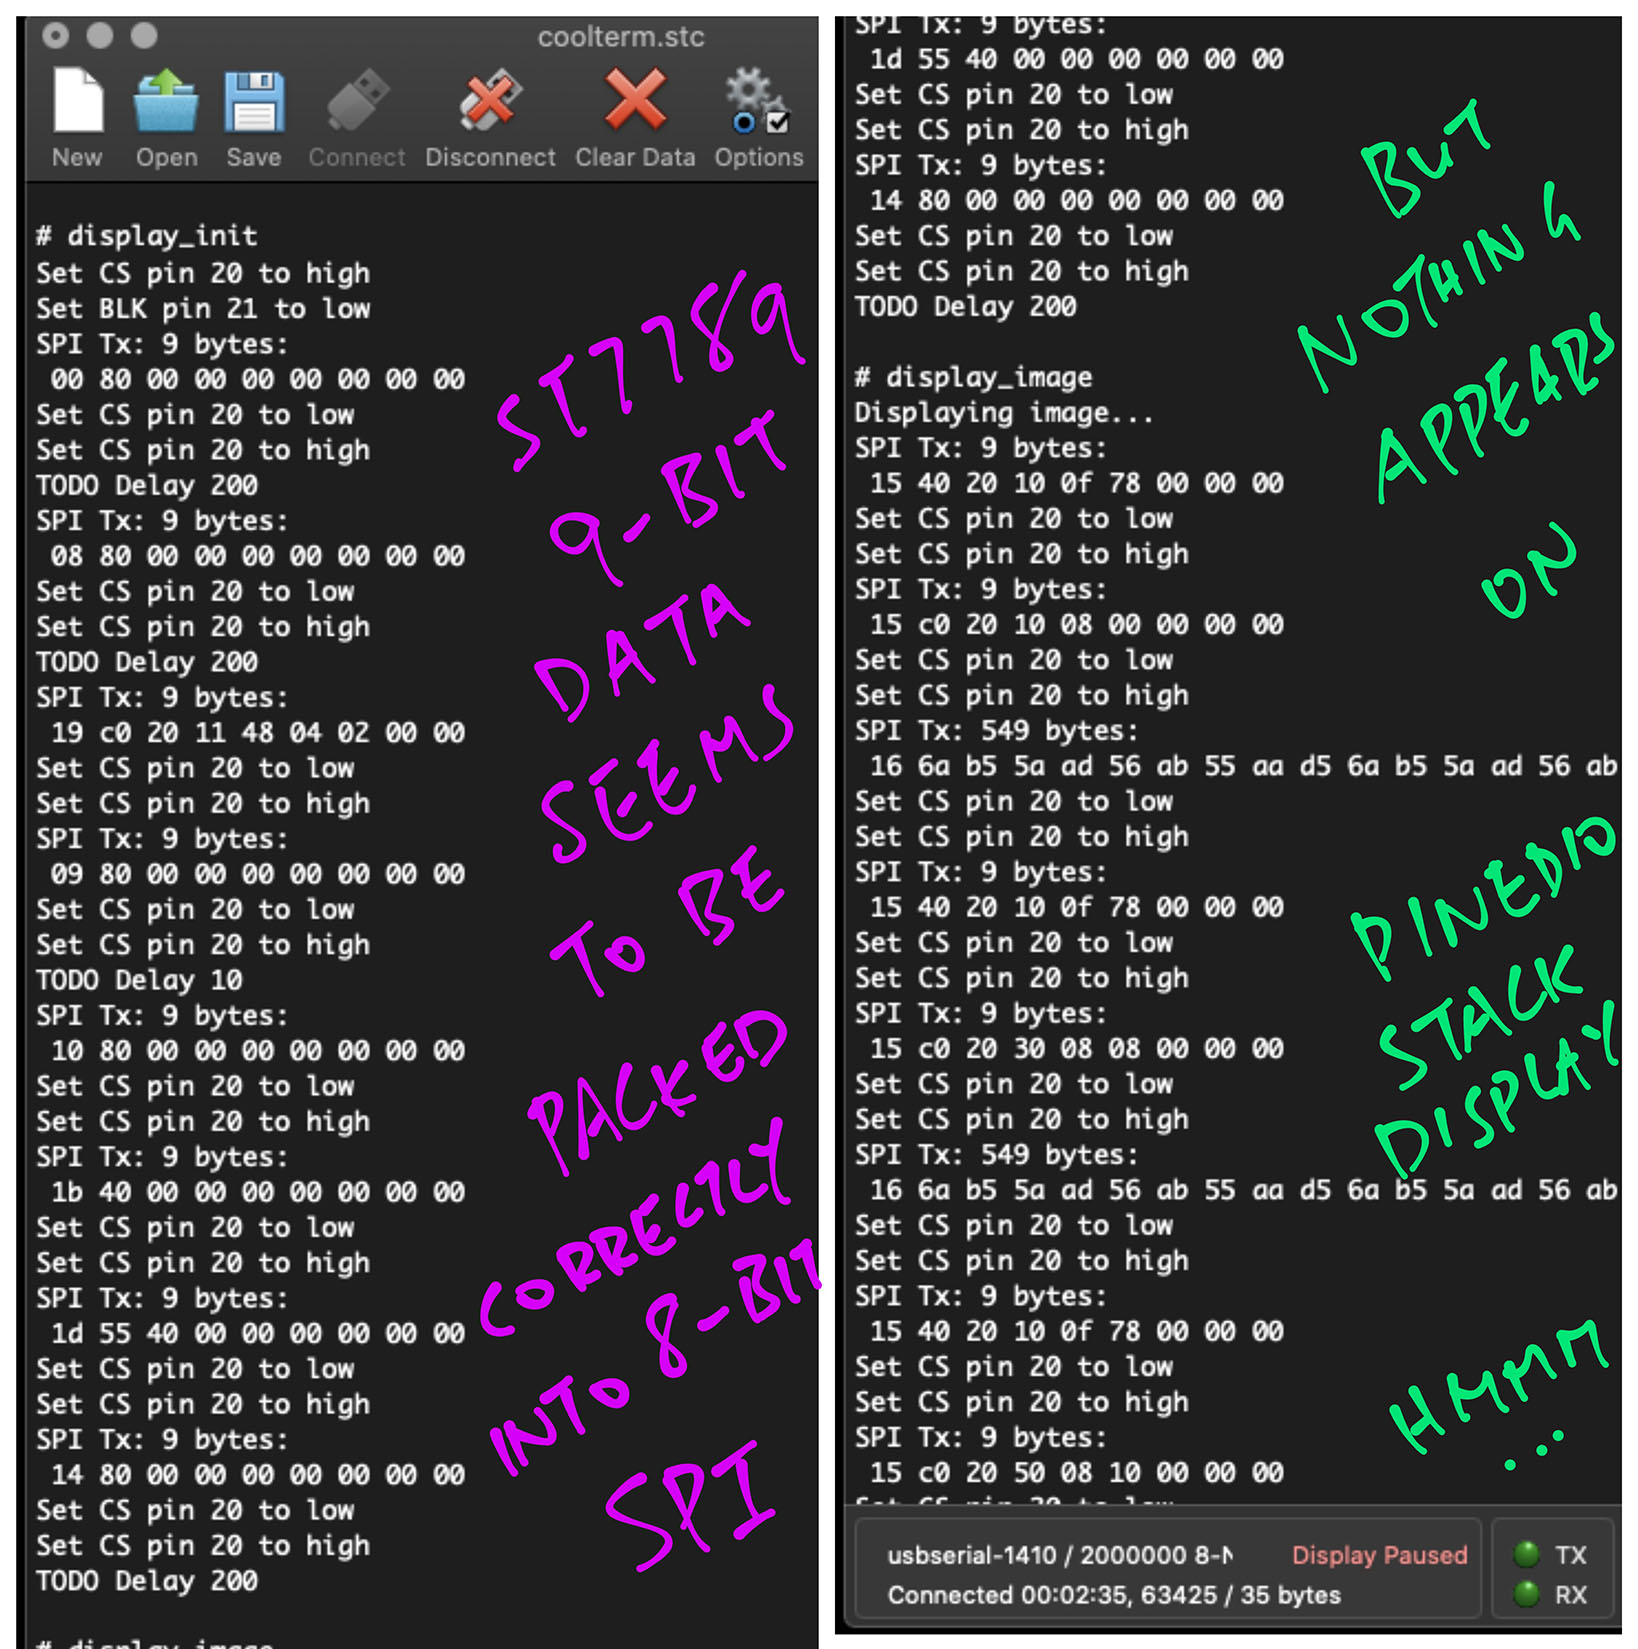 coolterm.stc
New Open Save Connect Disconnect Clear Data Options
# display_init
Set CS pin 20 to high
Set BLK pin 21 to low
SPI Tx: 9 bytes:
00 80 00 00 00 00 00 00 00
Set CS pin 20 to low
Set CS pin 20 to high
TODO Delay 200
SPI Tx: 9 bytes:
08 80 00 00 00 00 00 00 00
Set CS pin 20 to low
Set CS pin 20 to high
TODO Delay 200
SPI Tx: 9 bytes:
19 c0 20 11 48 04 02 00 00
Set CS pin 20 to low
Set CS pin 20 to high
SPI Tx: 9 bytes:
09 80 00 00 00 00 00 00 00
Set CS pin 20 to low
Set CS pin 20 to high
TODO Delay 10
SPI Tx: 9 bytes:
10 80 00 00 00 00 00 00 00
Set CS pin 20 to low
Set CS pin 20 to high
SPI Tx: 9 bytes:
1b 40 00 00 00 00 00 00 00
Set CS pin 20 to low
Set CS pin 20 to high
SPI Tx: 9 bytes:
1d 55 40 00 00 00 00 00 00
Set CS pin 20 to low
Set CS pin 20 to high
SPI Tx: 9 bytes:
14 80 00 00 00 00 00 00 00
Set CS pin 20 to low
Set CS pin 20 to high
TODO Delay 200
# display_image
ST7789
9-BIT
DATA
SEEMS
TO BE
PACKED
CORRECTLY
INTO 8-BIT
SPI
SPI Tx: 9 bytes:
1d 55 40 00 00 00 00 00 00
Set CS pin 20 to low
Set CS pin 20 to high
SPI Tx: 9 bytes:
14 80 00 00 00 00 00 00 00
Set CS pin 20 to low
Set CS pin 20 to high
TODO Delay 200
# display_image
Displaying image...
SPI Tx: 9 bytes:
15 40 20 10 0f 78 00 00 00
Set CS pin 20 to low
Set CS pin 20 to high
SPI Tx: 9 bytes:
15 c0 20 10 08 00 00 00 00
Set CS pin 20 to low
Set CS pin 20 to high
SPI Tx: 549 bytes:
16 6a b5 5a ad 56 ab 55 aa d5 6a b5 5a ad 56 ab
Set CS pin 20 to low
Set CS pin 20 to high
SPI Tx: 9 bytes:
15 40 20 10 0f 78 00 00 00
Set CS pin 20 to low
Set CS pin 20 to high
SPI Tx: 9 bytes:
15 c0 20 30 08 08 00 00 00
Set CS pin 20 to low
Set CS pin 20 to high
SPI Tx: 549 bytes:
16 6a b5 5a ad 56 ab 55 aa d5 6a b5 5a ad 56 ab
Set CS pin 20 to low
Set CS pin 20 to high
SPI Tx: 9 bytes:
15 40 20 10 0f 78 00 00 00
Set CS pin 20 to low
Set CS pin 20 to high
SPI Tx: 9 bytes:
15 c0 20 50 08 10 00 00 00
Set CS pin 20 to low
BUT
NOTHING
APPEARS
ON
PINEDIO
STACK
DISPLAY
HMMM
...
usbserial-1410 / 2000000 8-N
Display Paused
TX
Connected 00:02:35, 63425 / 35 bytes
RX